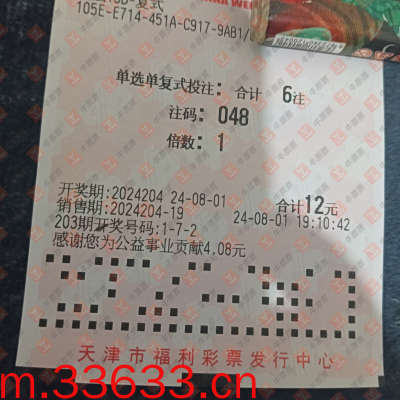 105E-E714-451A-C917-9AB1/
单选单复式投注: 合计 6注
注码: 048
倍数: 1
开奖期:2024204 24-08-01 合计12元
销售期:2024204-19 24-08-01 19:10:42
203期开奖号码:1-7-2
感谢您为公益事业贡献4.08元
天津市福利彩票发行中心
m.33633.cn